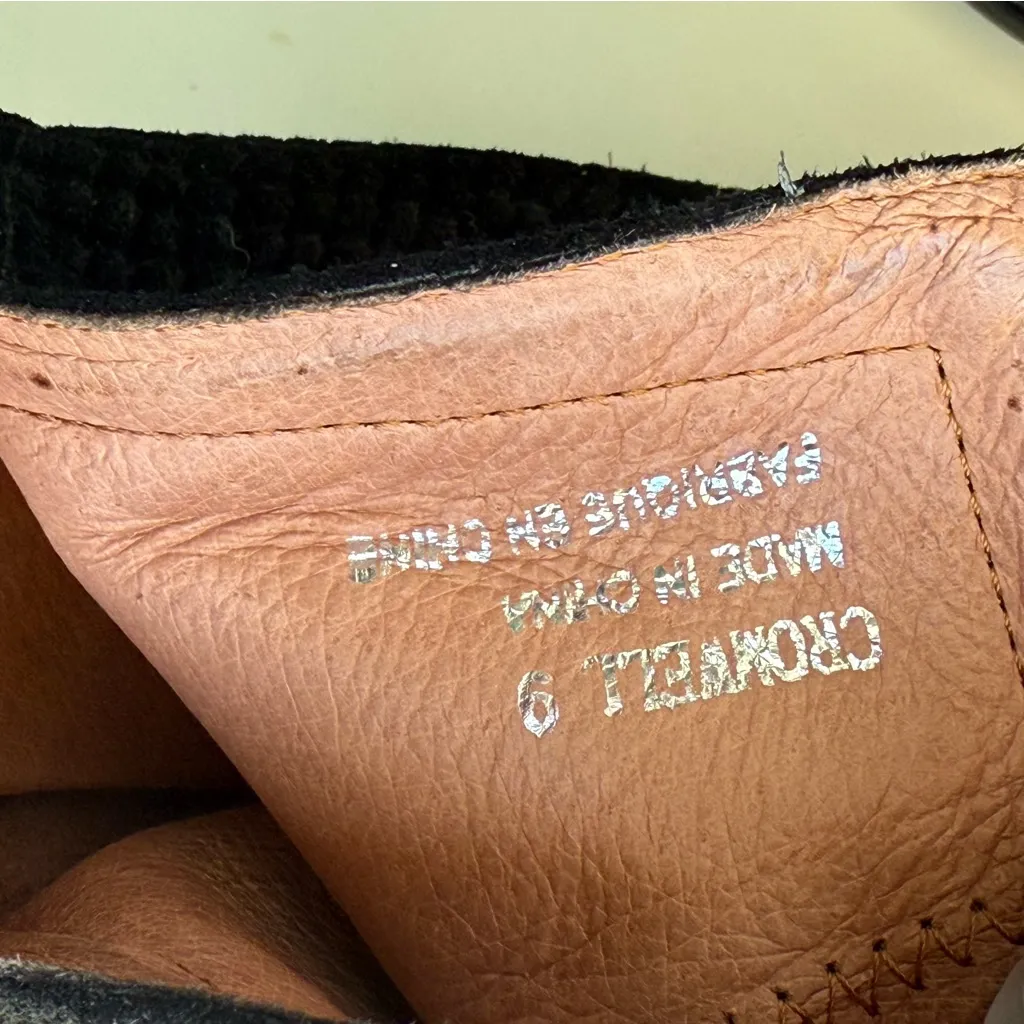 CROMWELL 9
MADE IN CHINA
FABRIQUE EN CHINE